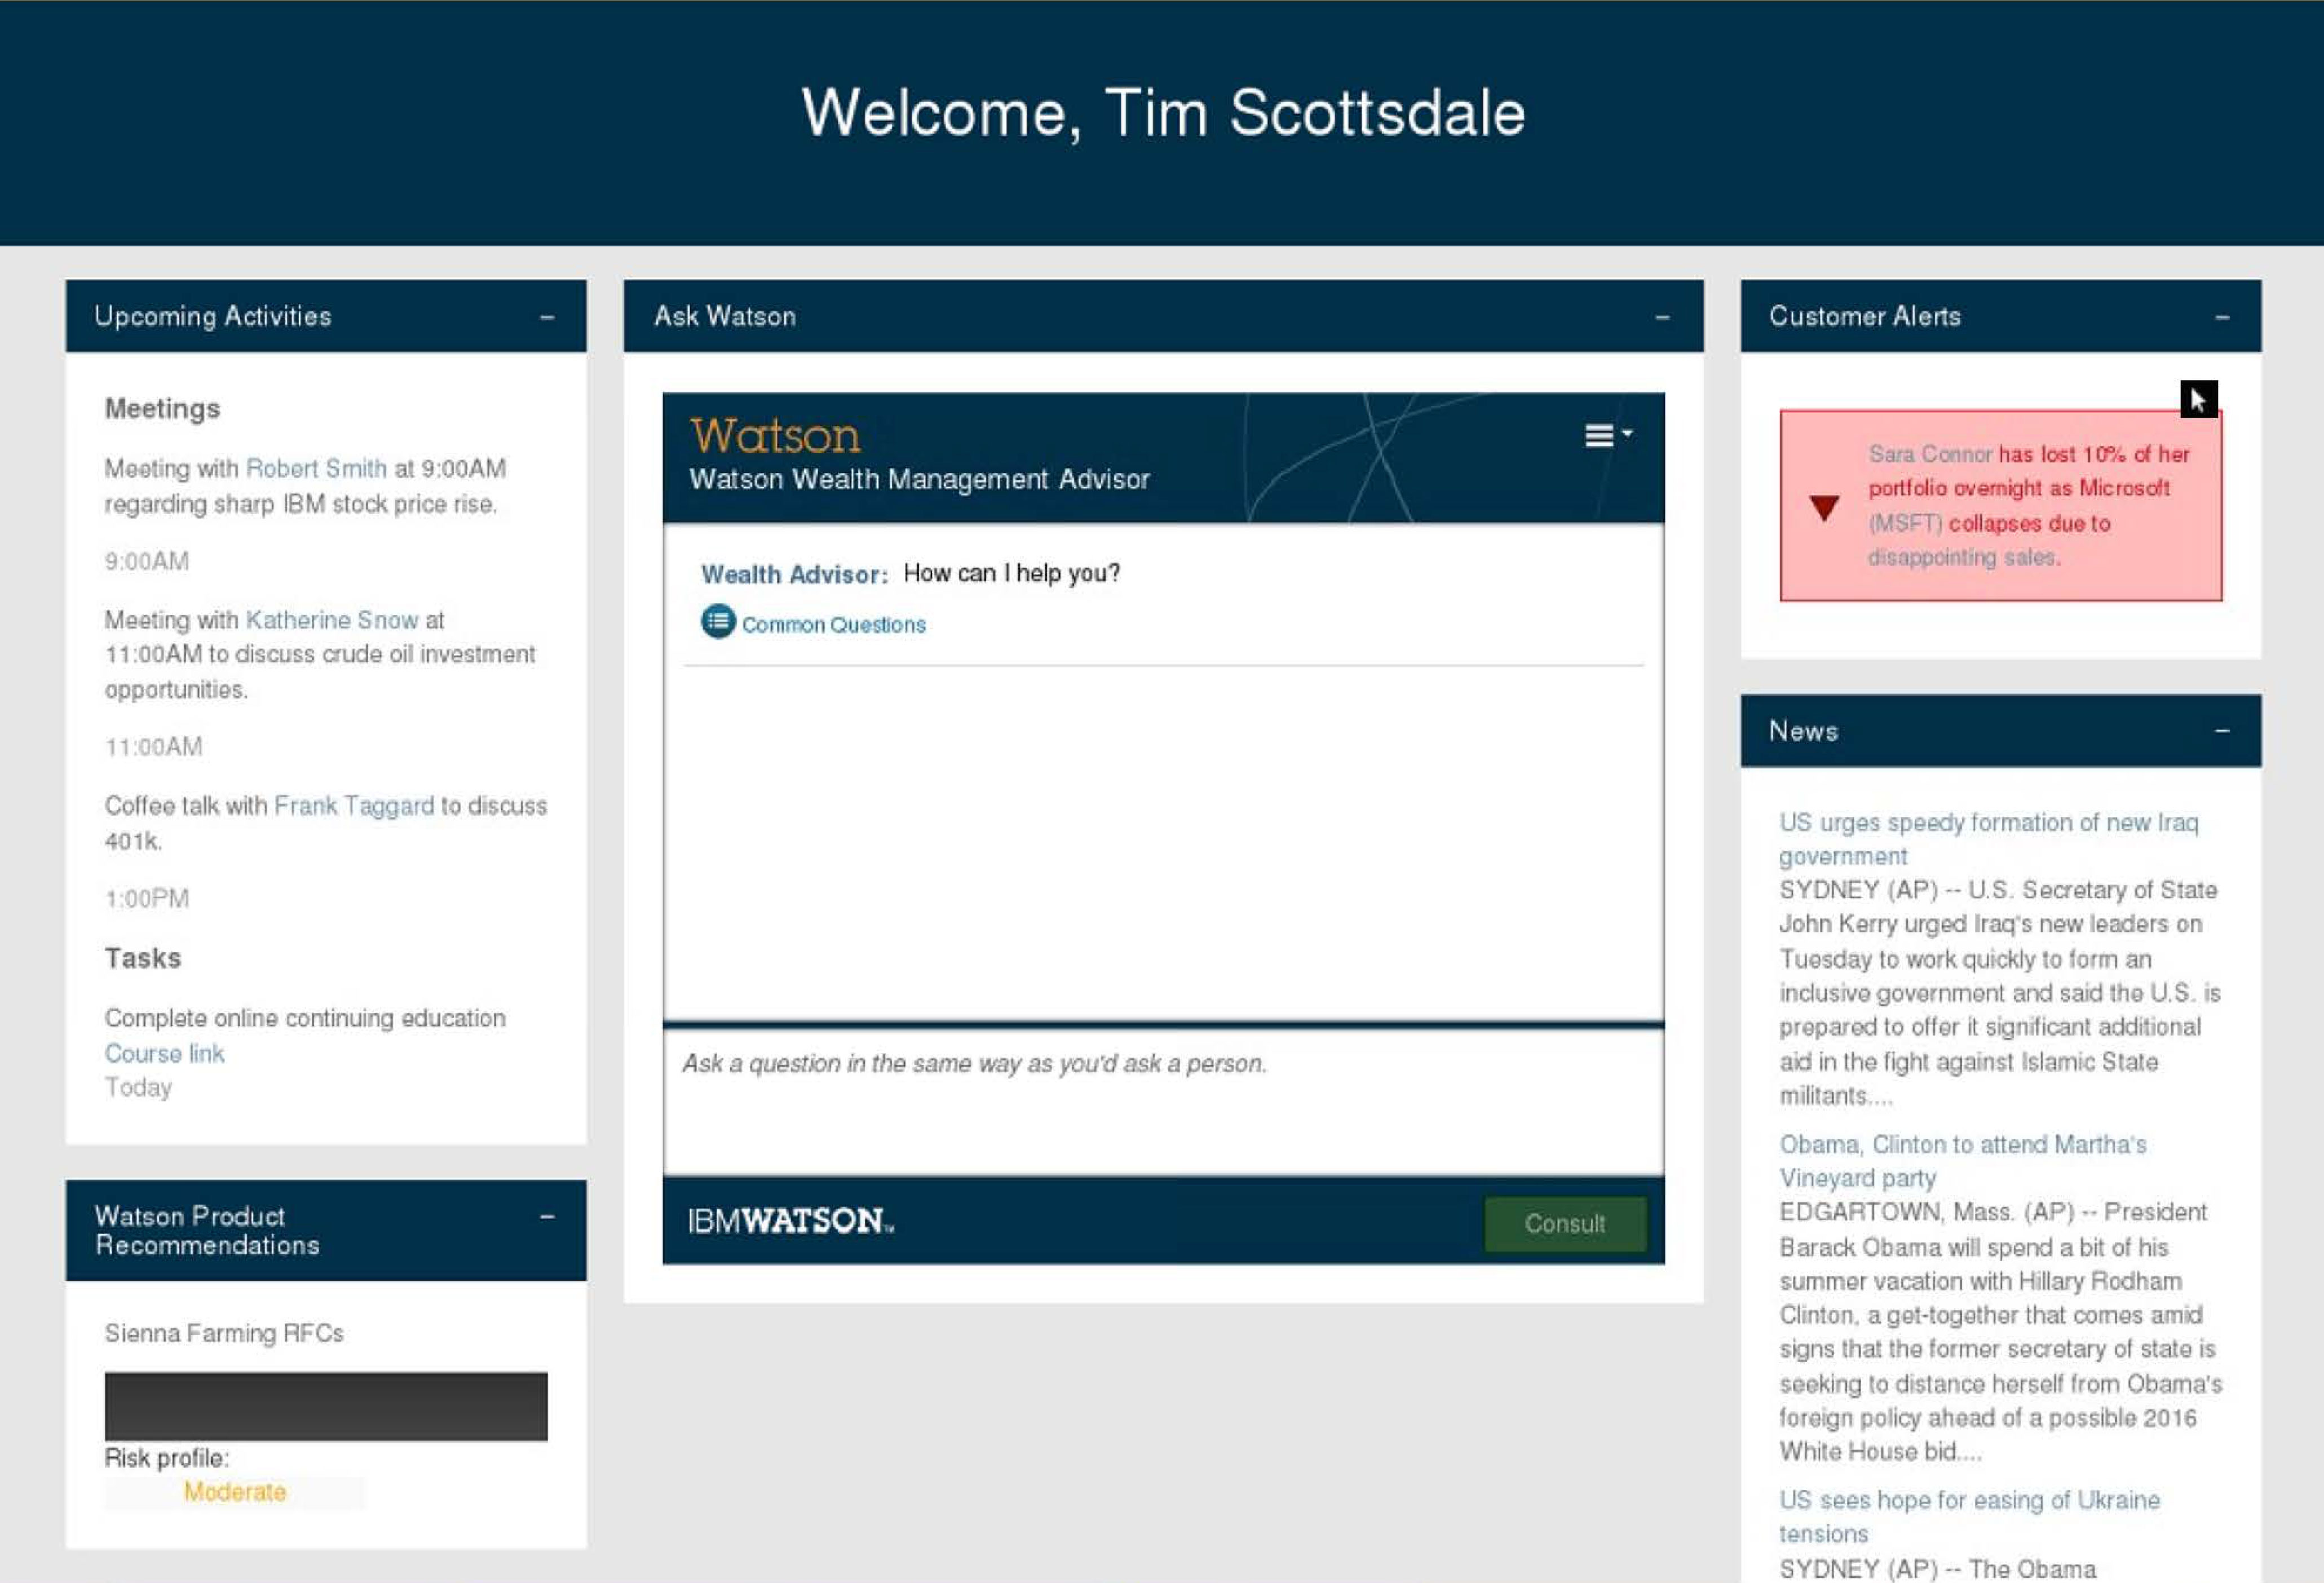 Welcome, Tim Scottsdale
Upcoming Activities
Meetings
Meeting with Robert Smith at 9:00AM
regarding sharp IBM stock price rise.
9:00AM
Meeting with Katherine Snow at
11:00AM to discuss crude oil investment
opportunities.
11:00AM
Coffee talk with Frank Taggard to discuss
401k.
1:00PM
Tasks
Complete online continuing education
Course link
Today
Watson Product
Recommendations
Sienna Farming RFCs
Risk profile:
Moderate
Ask Watson
Watson
Watson Wealth Management Advisor
Wealth Advisor: How can I help you?
Common Questions
Ask a question in the same way as you'd ask a person.
IBMWATSON™
Consult
Customer Alerts
Sara Connor has lost 10% of her
portfolio overnight as Microsoft
(MSFT) collapses due to
disappointing sales.
News
US urges speedy formation of new Iraq
government
SYDNEY (AP) -- U.S. Secretary of State
John Kerry urged Iraq's new leaders on
Tuesday to work quickly to form an
inclusive government and said the U.S. is
prepared to offer it significant additional
aid in the fight against Islamic State
militants....
Obama, Clinton to attend Martha's
Vineyard party
EDGARTOWN, Mass. (AP) -- President
Barack Obama will spend a bit of his
summer vacation with Hillary Rodham
Clinton, a get-together that comes amid
signs that the former secretary of state is
seeking to distance herself from Obama's
foreign policy ahead of a possible 2016
White House bid....
US sees hope for easing of Ukraine
tensions
SYDNEY (AP) -- The Obama